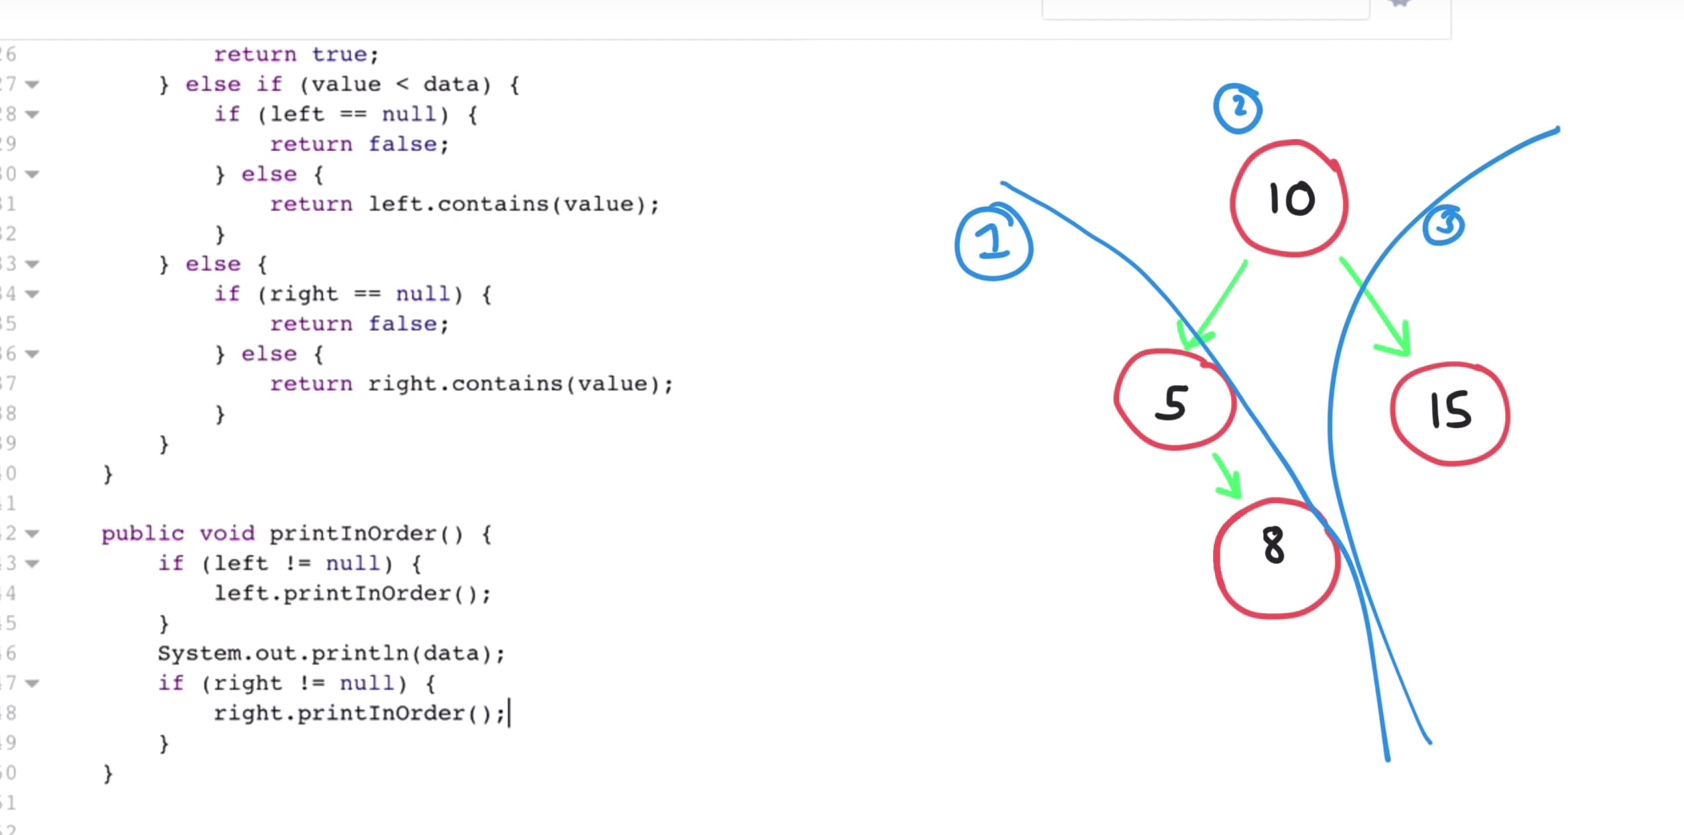 26 return true;
27 } else if (value < data) {
28 if (left == null) {
29 return false;
30 } else {
31 return left.contains(value);
32 }
33 } else {
34 if (right == null) {
35 return false;
36 } else {
37 return right.contains(value);
38 }
39 }
40 }
41
42 public void printInOrder() {
43 if (left != null) {
44 left.printInOrder();
45 }
46 System.out.println(data);
47 if (right != null) {
48 right.printInOrder();
49 }
50 }
51
52
2
10
1
3
5
15
8